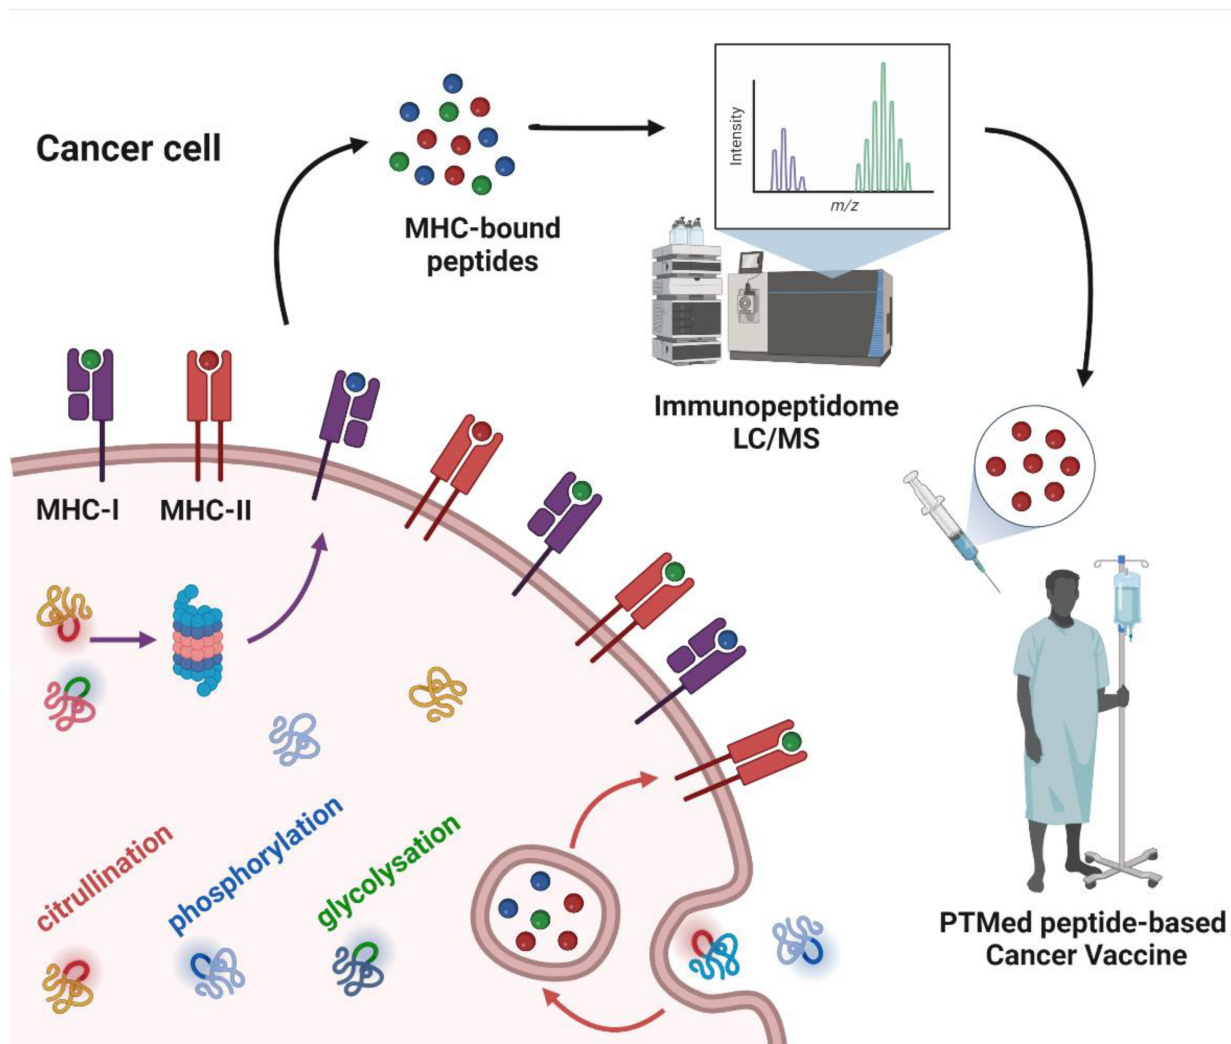 Cancer cell
MHC-bound
peptides
Intensity
m/z
Immunopeptidome
LC/MS
MHC-I
MHC-II
citrullination
phosphorylation
glycolysation
PTMed peptide-based
Cancer Vaccine